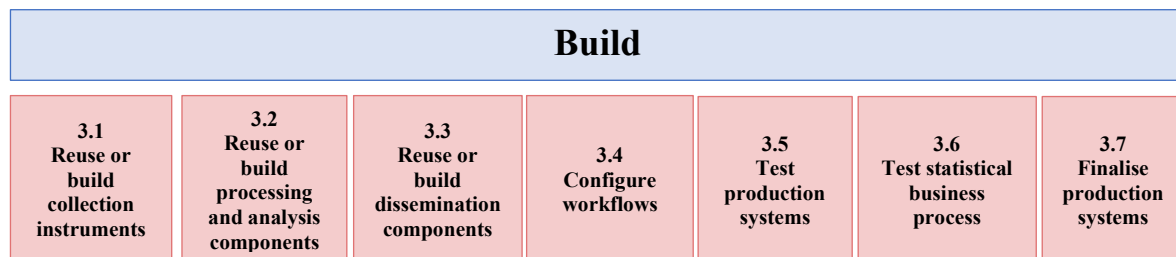 Build
3.1
Reuse or
build
collection
instruments
3.2
Reuse or
build
processing
and analysis
components
3.3
Reuse or
build
dissemination
components
3.4
Configure
workflows
3.5
Test
production
systems
3.6
Test statistical
business
process
3.7
Finalise
production
systems